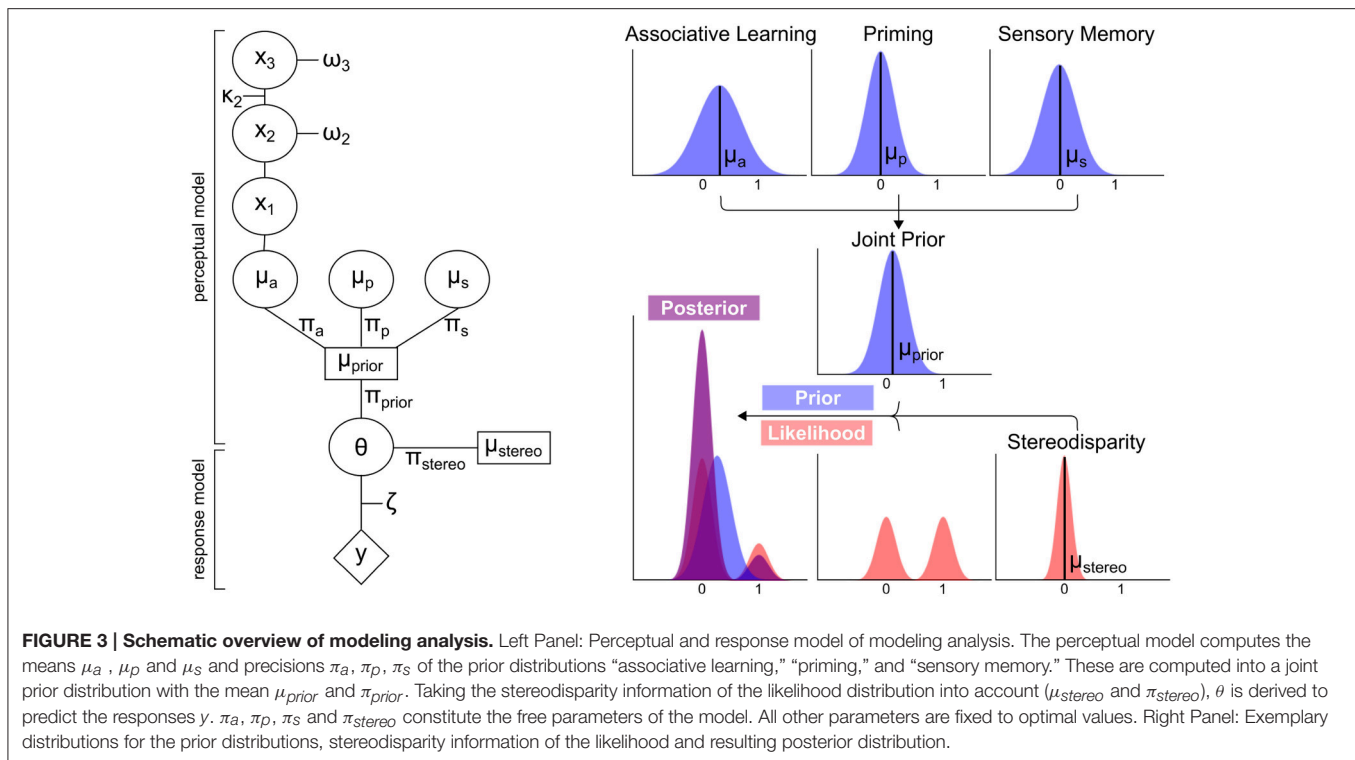 perceptual model
response model
x3
ω3
κ2
x2
ω2
x1
μa
μp
μs
πa
πp
πs
μprior
πprior
θ
πstereo
μstereo
ζ
y
Associative Learning
Priming
Sensory Memory
μa
μp
μs
0 1
0 1
0 1
Joint Prior
μprior
0 1
Posterior
Prior
Likelihood
Stereodisparity
μstereo
0 1
0 1
0 1
FIGURE 3 | Schematic overview of modeling analysis. Left Panel: Perceptual and response model of modeling analysis. The perceptual model computes the
means μa , μp and μs and precisions πa, πp, πs of the prior distributions “associative learning,” “priming,” and “sensory memory.” These are computed into a joint
prior distribution with the mean μprior and πprior. Taking the stereodisparity information of the likelihood distribution into account (μstereo and πstereo), θ is derived to
predict the responses y. πa, πp, πs and πstereo constitute the free parameters of the model. All other parameters are fixed to optimal values. Right Panel: Exemplary
distributions for the prior distributions, stereodisparity information of the likelihood and resulting posterior distribution.